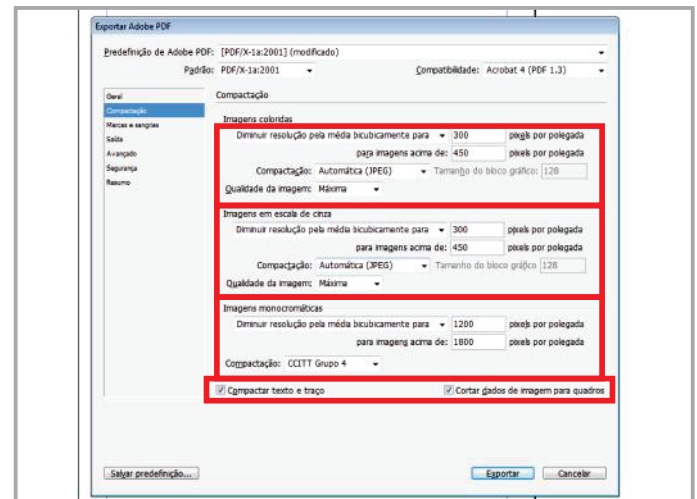 Exportar Adobe PDF
Predefinição de Adobe PDF: [PDF/X-1a:2001] (modificado)
Padrão: PDF/X-1a:2001 Compatibilidade: Acrobat 4 (PDF 1.3)
Geral
Compactação
Marcas e sangrias
Saída
Avançado
Segurança
Resumo
Compactação
Imagens coloridas
Diminuir resolução pela média bicubicamente para 300 pixels por polegada
para imagens acima de: 450 pixels por polegada
Compactação: Automática (JPEG) Tamanho do bloco gráfico: 128
Qualidade da imagem: Máxima
Imagens em escala de cinza
Diminuir resolução pela média bicubicamente para 300 pixels por polegada
para imagens acima de: 450 pixels por polegada
Compactação: Automática (JPEG) Tamanho do bloco gráfico 128
Qualidade da imagem: Máxima
Imagens monocromáticas
Diminuir resolução pela média bicubicamente para 1200 pixels por polegada
para imagens acima de: 1800 pixels por polegada
Compactação: CCITT Grupo 4
Compactar texto e traço Cortar dados de imagem para quadros
Salvar predefinição... Exportar Cancelar